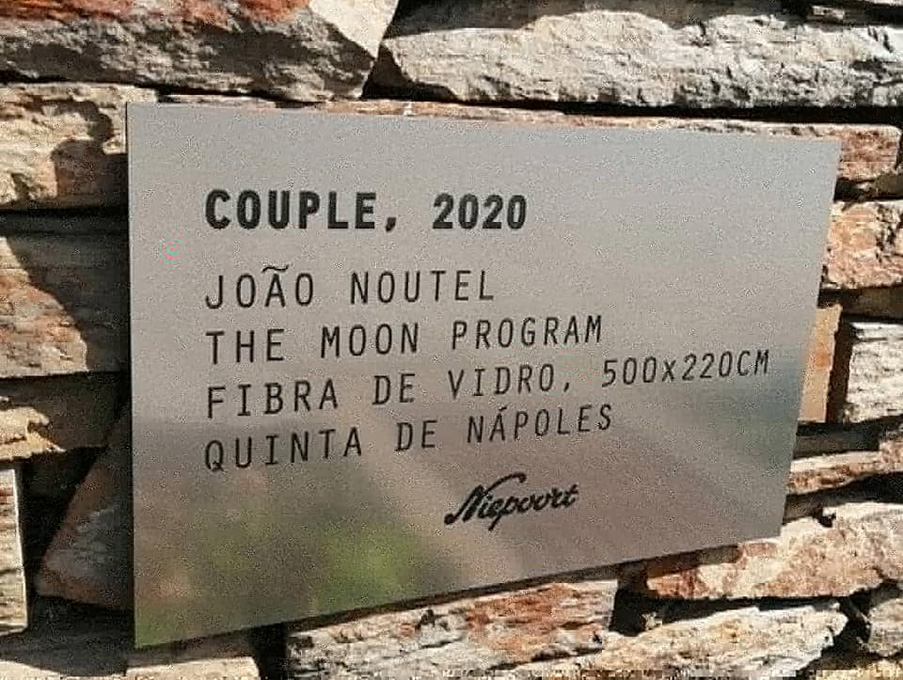 COUPLE, 2020
JOÃO NOUTEL
THE MOON PROGRAM
FIBRA DE VIDRO, 500x220CM
QUINTA DE NÁPOLES
Niepoort